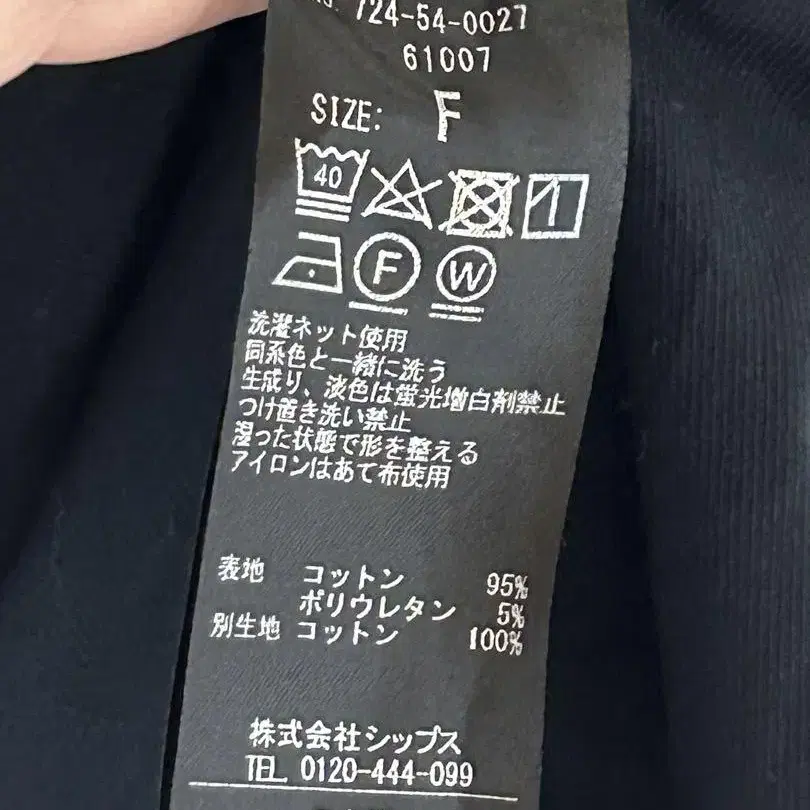 724-54-0027
61007
SIZE: F
40
F W
洗濯ネット使用
同系色と一緒に洗う
生成り、淡色は蛍光増白剤禁止
つけ置き洗い禁止
湿った状態で形を整える
アイロンはあて布使用
表地 コットン 95%
ポリウレタン 5%
別生地 コットン 100%
株式会社シップス
TEL 0120-444-099